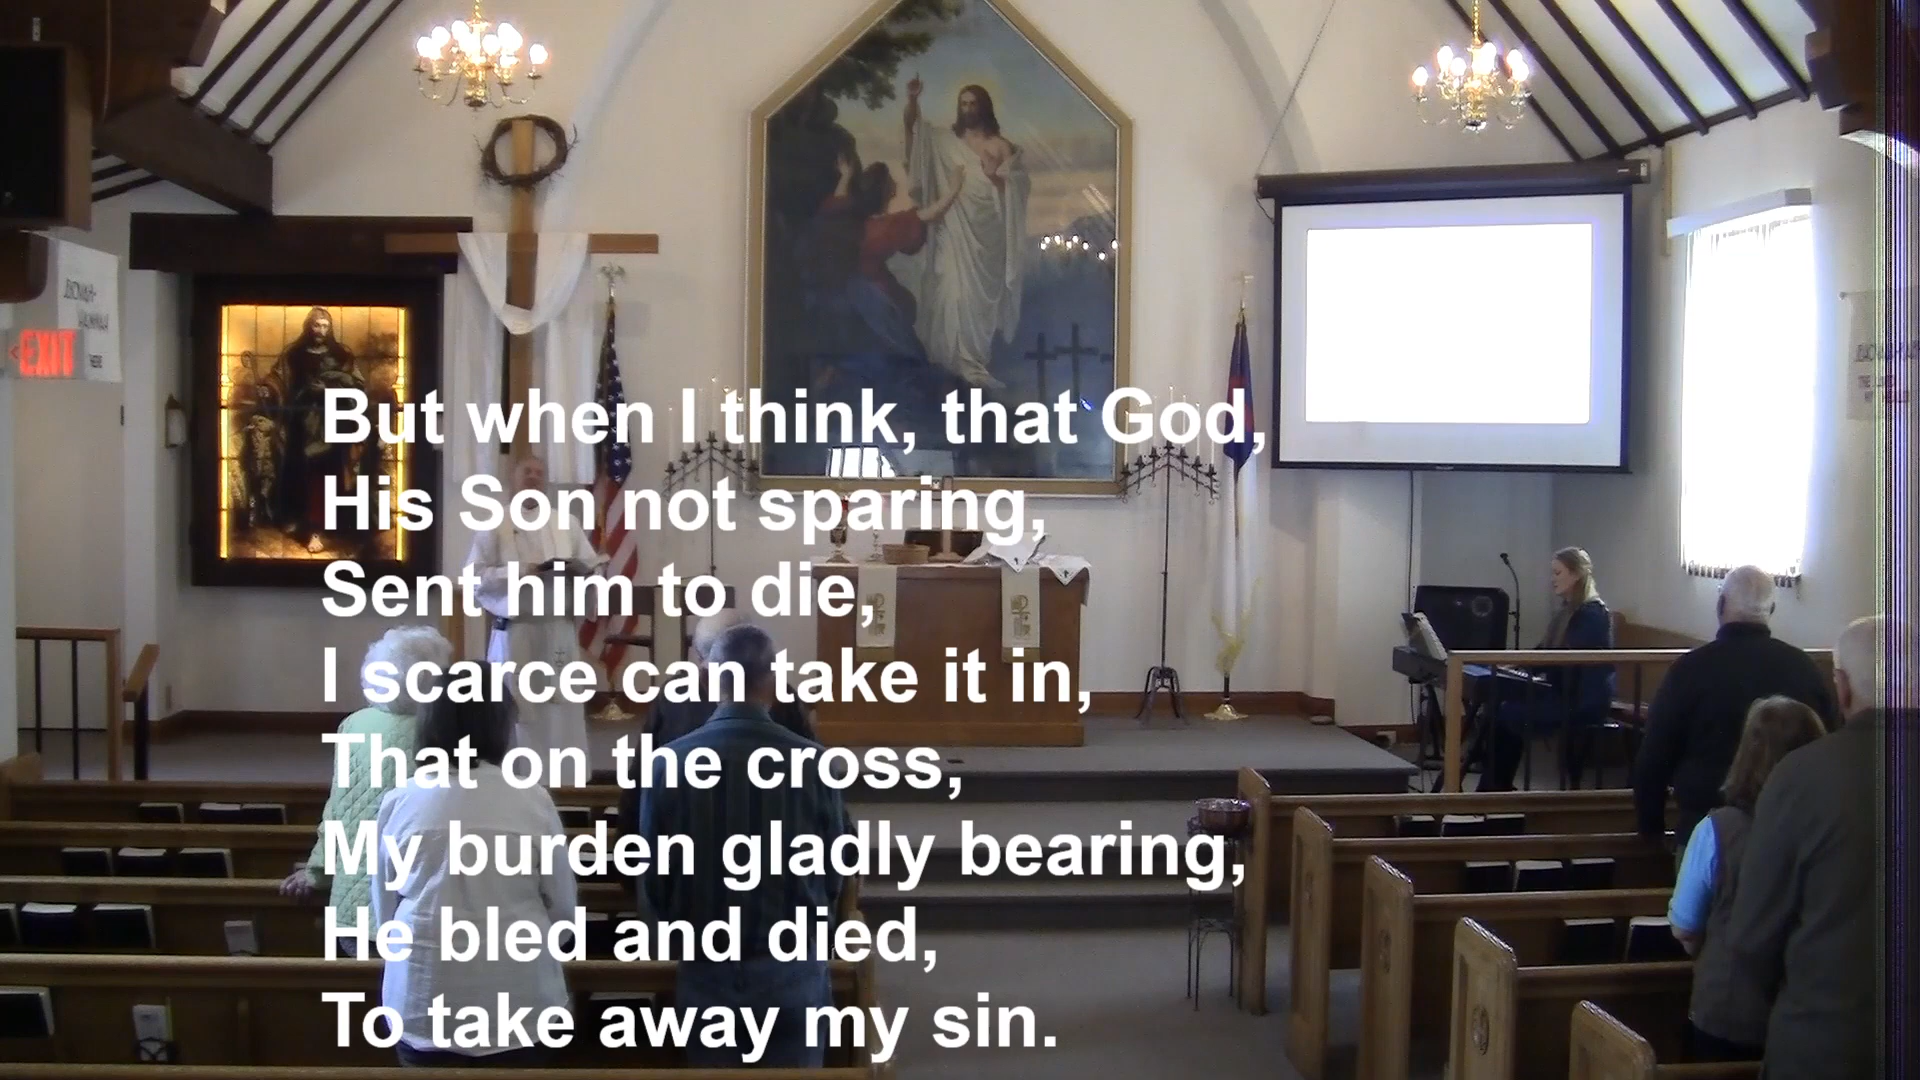 But when I think, that God,
His Son not sparing,
Sent him to die,
I scarce can take it in,
That on the cross,
My burden gladly bearing,
He bled and died,
To take away my sin.
EXIT